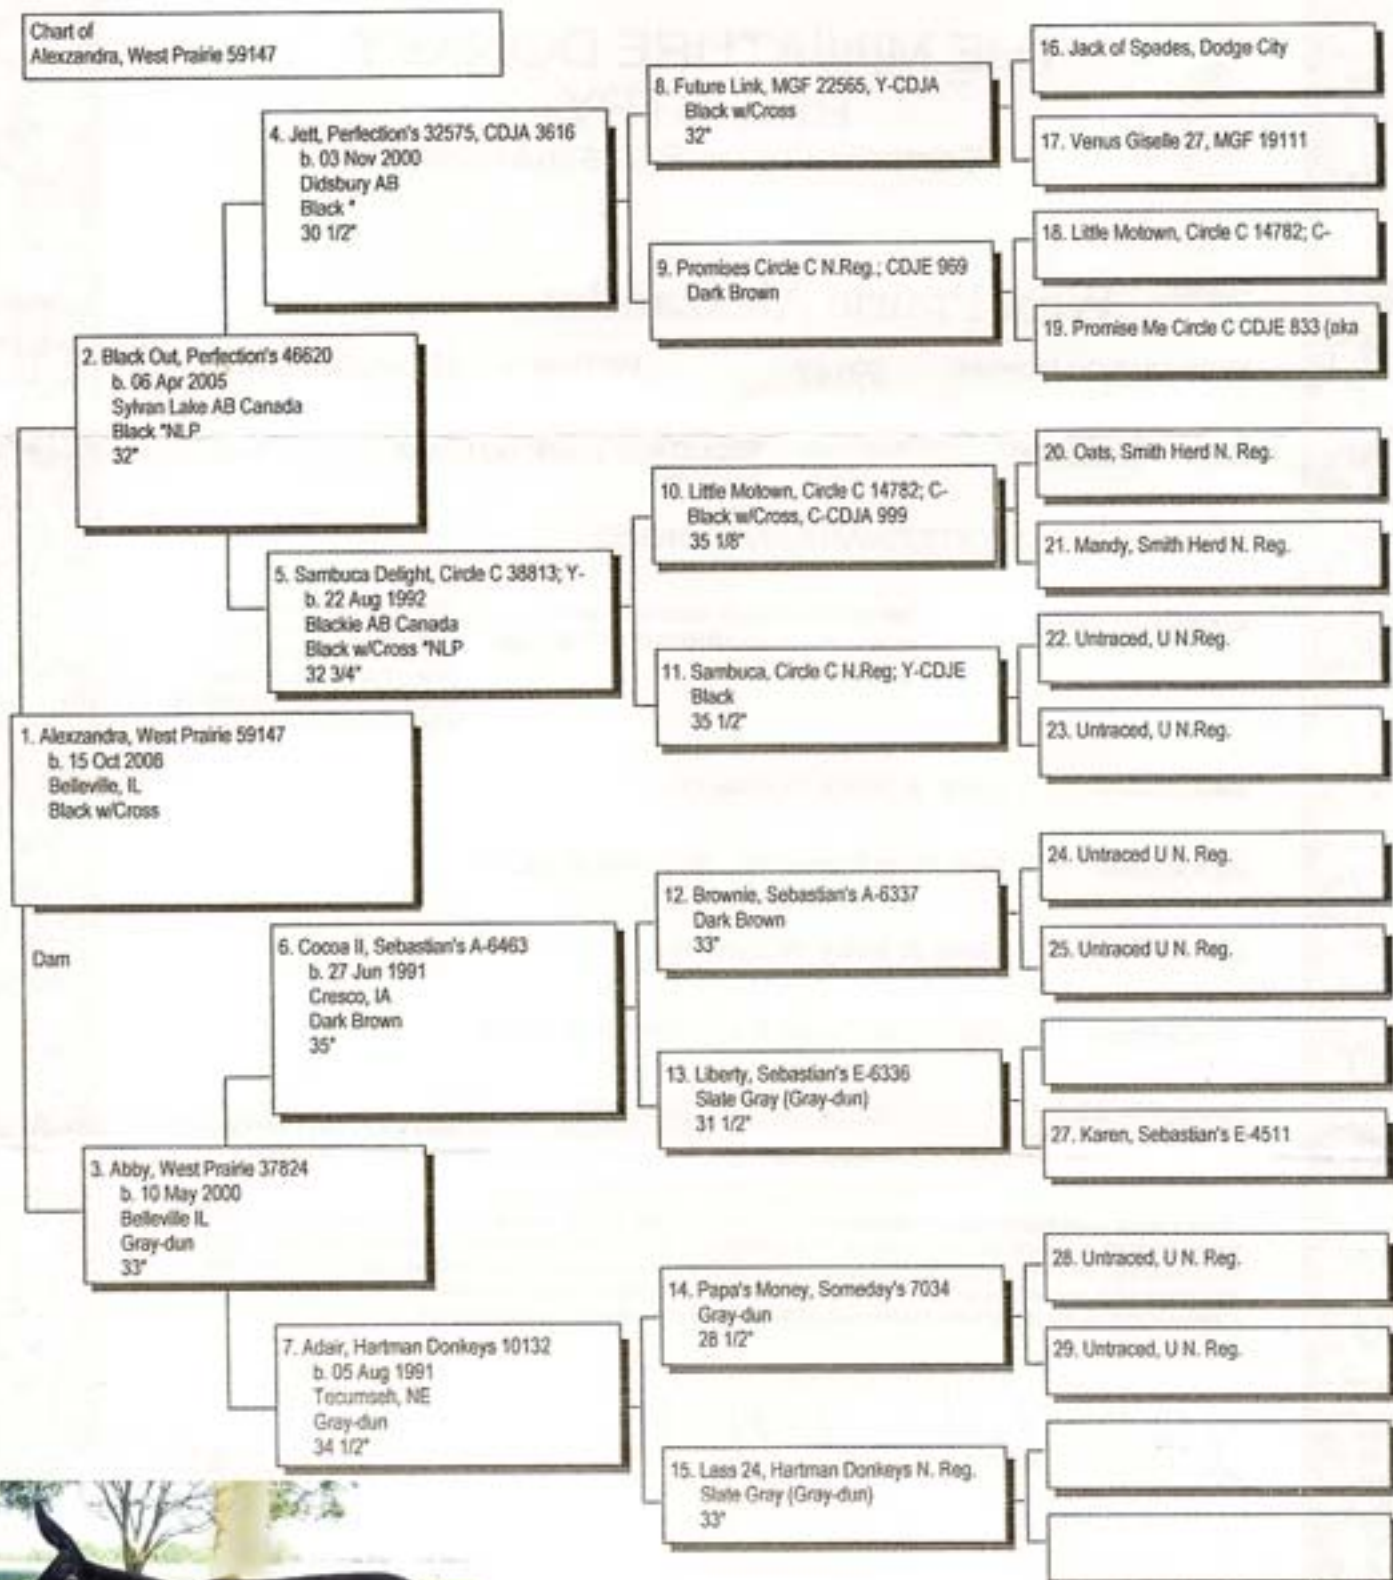 Chart of
Alexzandra, West Prairie 59147
16. Jack of Spades, Dodge City
8. Future Link, MGF 22565, Y-CDJA
Black w/Cross
32"
4. Jett, Perfection's 32575, CDJA 3616
b. 03 Nov 2000
Didsbury AB
Black *
30 1/2"
17. Venus Giselle 27, MGF 19111
18. Little Motown, Circle C 14782; C-
9. Promises Circle C N.Reg.; CDJE 969
Dark Brown
19. Promise Me Circle C CDJE 833 (aka
2. Black Out, Perfection's 46620
b. 06 Apr 2005
Sylvan Lake AB Canada
Black *NLP
32"
20. Oats, Smith Herd N. Reg.
10. Little Motown, Circle C 14782; C-
Black w/Cross, C-CDJA 999
35 1/8"
21. Mandy, Smith Herd N. Reg.
5. Sambuca Delight, Circle C 38813; Y-
b. 22 Aug 1992
Blackie AB Canada
Black w/Cross *NLP
32 3/4"
22. Untraced, U N.Reg.
11. Sambuca, Circle C N.Reg; Y-CDJE
Black
35 1/2"
23. Untraced, U N.Reg.
1. Alexzandra, West Prairie 59147
b. 15 Oct 2008
Belleville, IL
Black w/Cross
24. Untraced U N. Reg.
12. Brownie, Sebastian's A-6337
Dark Brown
33"
25. Untraced U N. Reg.
Dam
6. Cocoa II, Sebastian's A-6463
b. 27 Jun 1991
Cresco, IA
Dark Brown
35"
13. Liberty, Sebastian's E-6336
Slate Gray (Gray-dun)
31 1/2"
27. Karen, Sebastian's E-4511
3. Abby, West Prairie 37824
b. 10 May 2000
Belleville IL
Gray-dun
33"
28. Untraced, U N. Reg.
14. Papa's Money, Someday's 7034
Gray-dun
28 1/2"
29. Untraced, U N. Reg.
7. Adair, Hartman Donkeys 10132
b. 05 Aug 1991
Tecumseh, NE
Gray-dun
34 1/2"
15. Lass 24, Hartman Donkeys N. Reg.
Slate Gray (Gray-dun)
33"